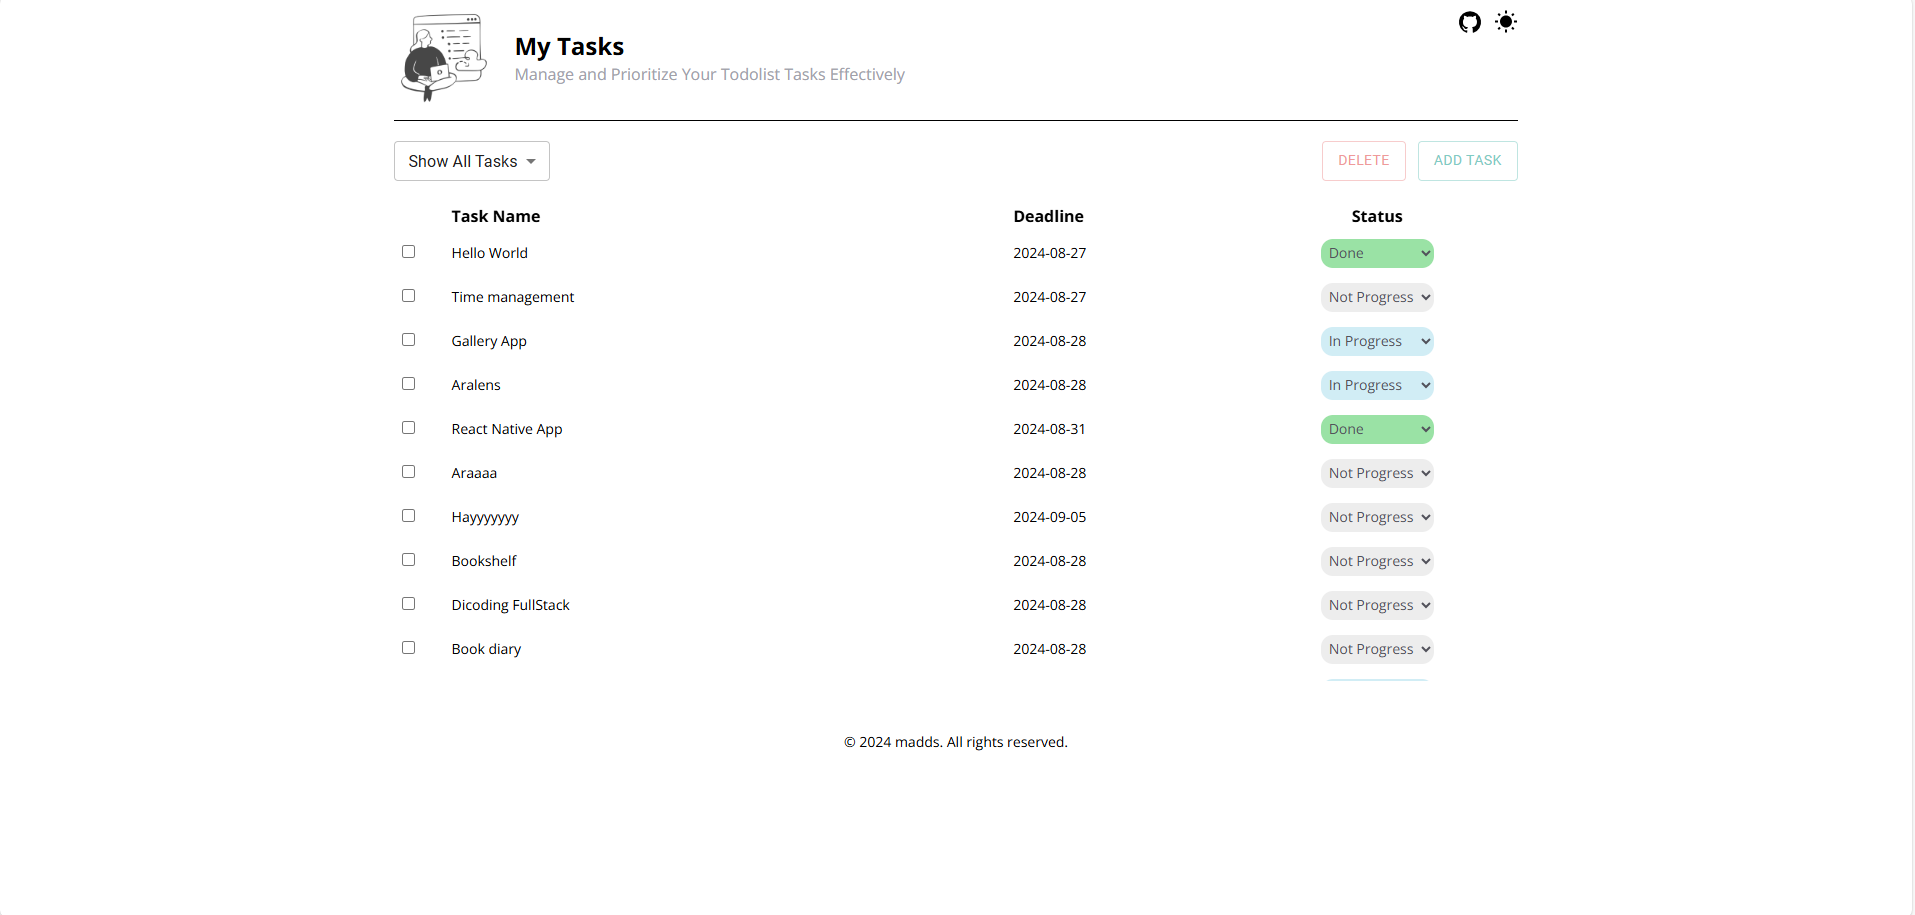 My Tasks
Manage and Prioritize Your Todolist Tasks Effectively
Show All Tasks
DELETE ADD TASK
Task Name Deadline Status
Hello World 2024-08-27 Done
Time management 2024-08-27 Not Progress
Gallery App 2024-08-28 In Progress
Aralens 2024-08-28 In Progress
React Native App 2024-08-31 Done
Araaaa 2024-08-28 Not Progress
Hayyyyyyy 2024-09-05 Not Progress
Bookshelf 2024-08-28 Not Progress
Dicoding FullStack 2024-08-28 Not Progress
Book diary 2024-08-28 Not Progress
© 2024 madds. All rights reserved.